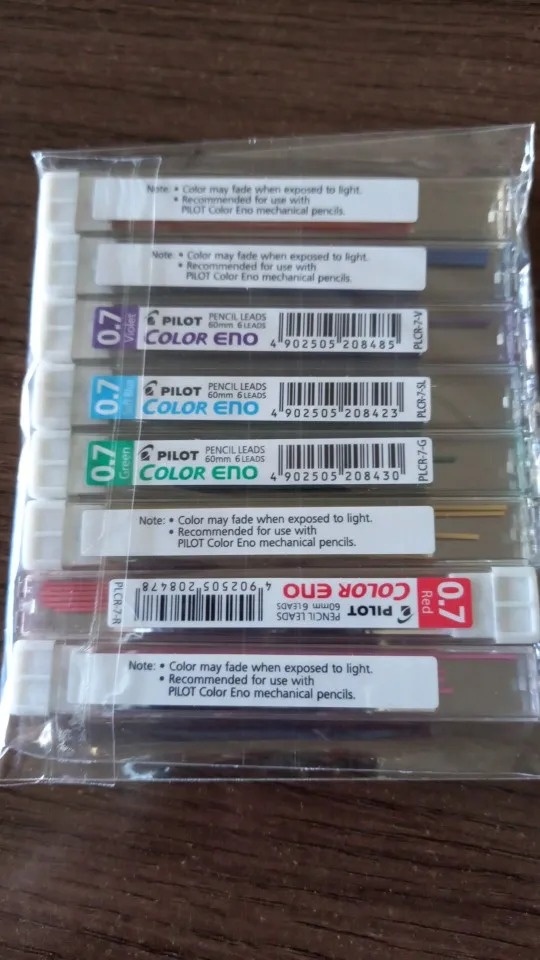 Note: • Color may fade when exposed to light.
• Recommended for use with
PILOT Color Eno mechanical pencils.
Note: • Color may fade when exposed to light.
• Recommended for use with
PILOT Color Eno mechanical pencils.
0.7
Violet
PILOT PENCIL LEADS
60mm 6 LEADS
COLOR ENO
4 902505 208485
PLCR-7-V
0.7
PILOT PENCIL LEADS
60mm 6 LEADS
COLOR ENO
4 902505 208423
PLCR-7-SL
0.7
Green
PILOT PENCIL LEADS
60mm 6 LEADS
COLOR ENO
4 902505 208430
PLCR-7-G
Note: • Color may fade when exposed to light.
• Recommended for use with
PILOT Color Eno mechanical pencils.
0.7
Red
PILOT PENCIL LEADS
60mm 6 LEADS
COLOR ENO
4 902505 208478
PLCR-7-R
Note: • Color may fade when exposed to light.
• Recommended for use with
PILOT Color Eno mechanical pencils.